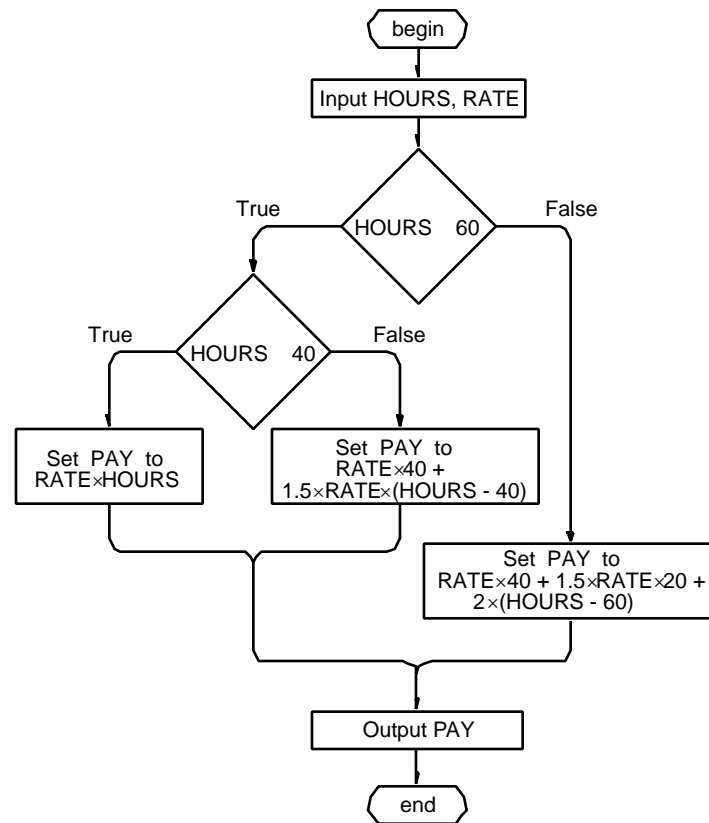 begin
Input HOURS, RATE
True
False
HOURS 60
True
False
HOURS 40
Set PAY to
RATE×HOURS
Set PAY to
RATE×40 +
1.5×RATE×(HOURS - 40)
Set PAY to
RATE×40 + 1.5×RATE×20 +
2×(HOURS - 60)
Output PAY
end